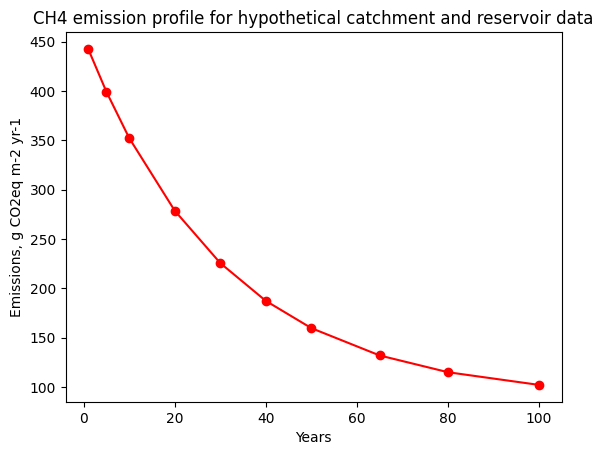 CH4 emission profile for hypothetical catchment and reservoir data
450
400
350
300
250
200
150
100
Emissions, g CO2eq m-2 yr-1
0 20 40 60 80 100
Years